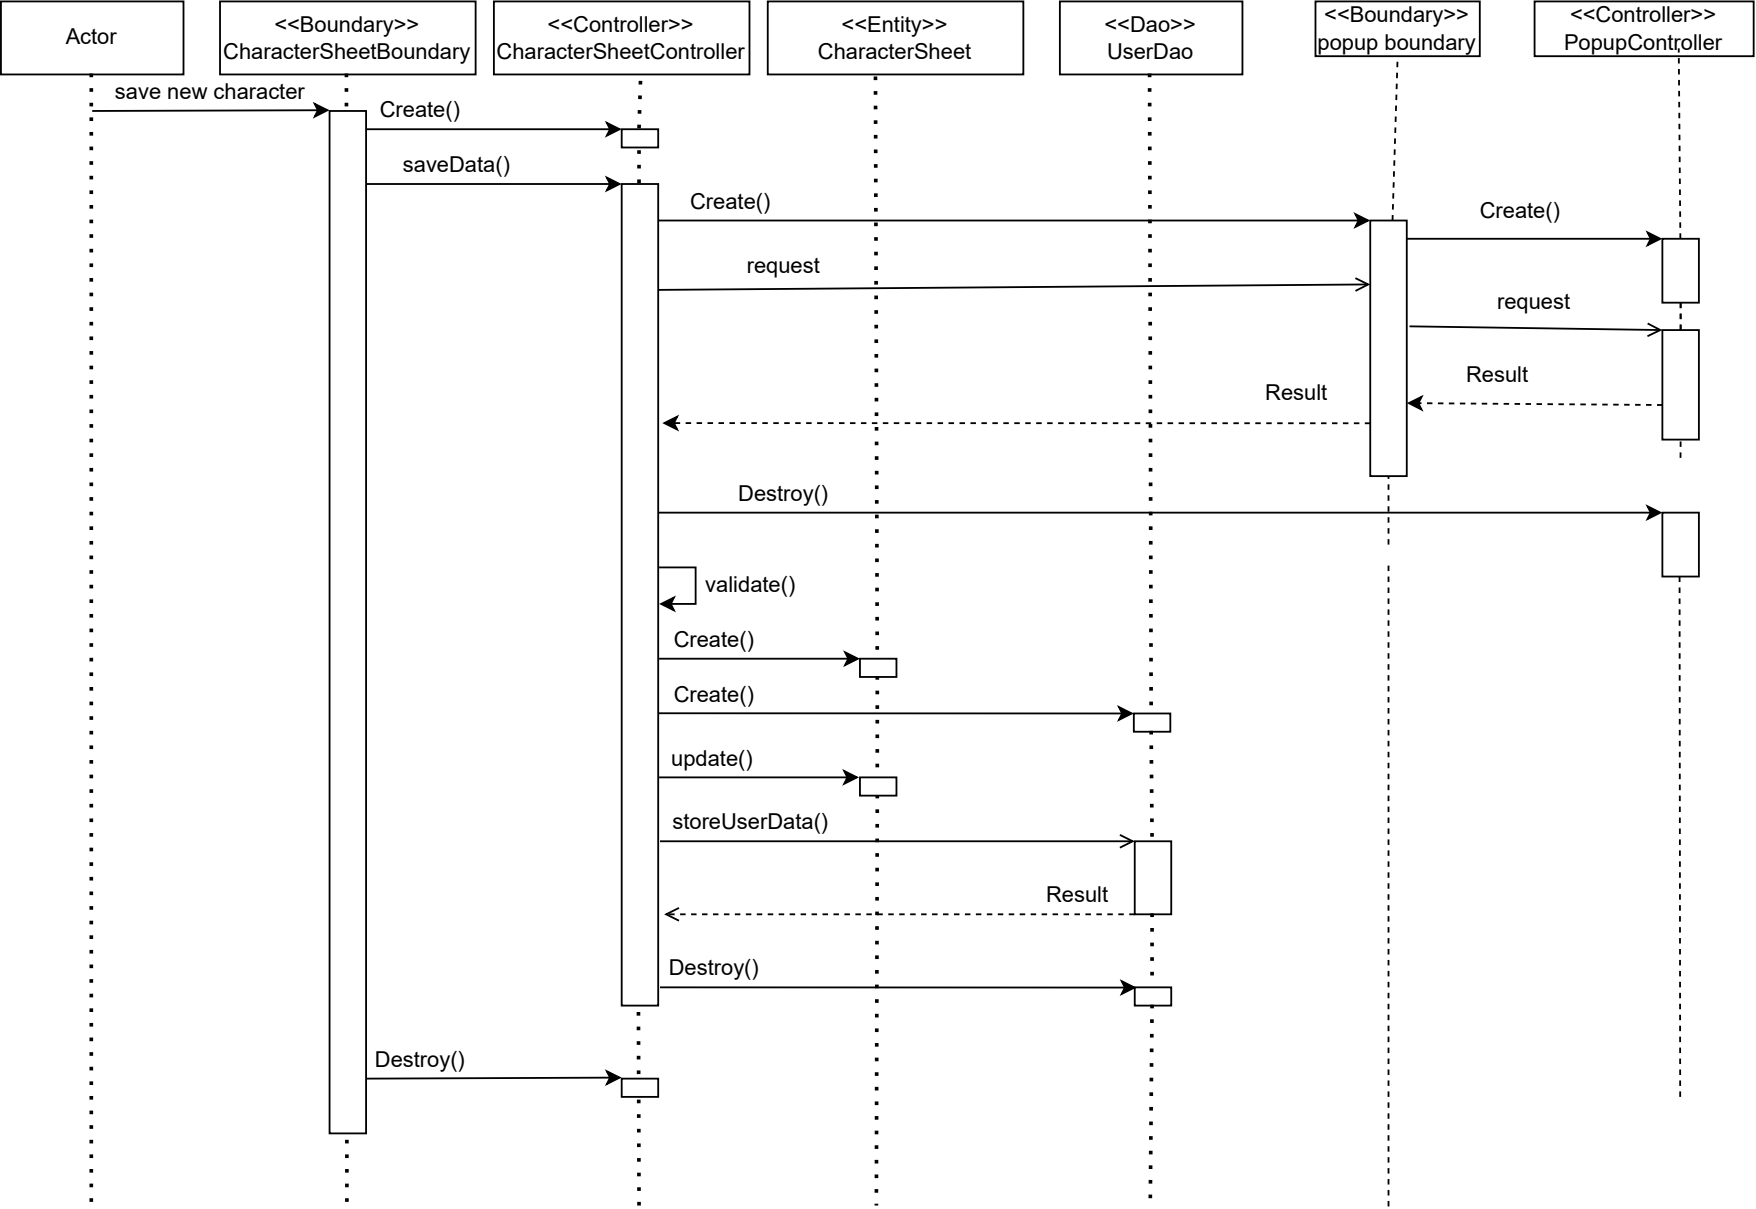 Actor
<<Boundary>>
CharacterSheetBoundary
<<Controller>>
CharacterSheetController
<<Entity>>
CharacterSheet
<<Dao>>
UserDao
<<Boundary>>
popup boundary
<<Controller>>
PopupController
save new character
Create()
saveData()
Create()
Create()
request
request
Result
Result
Destroy()
validate()
Create()
Create()
update()
storeUserData()
Result
Destroy()
Destroy()